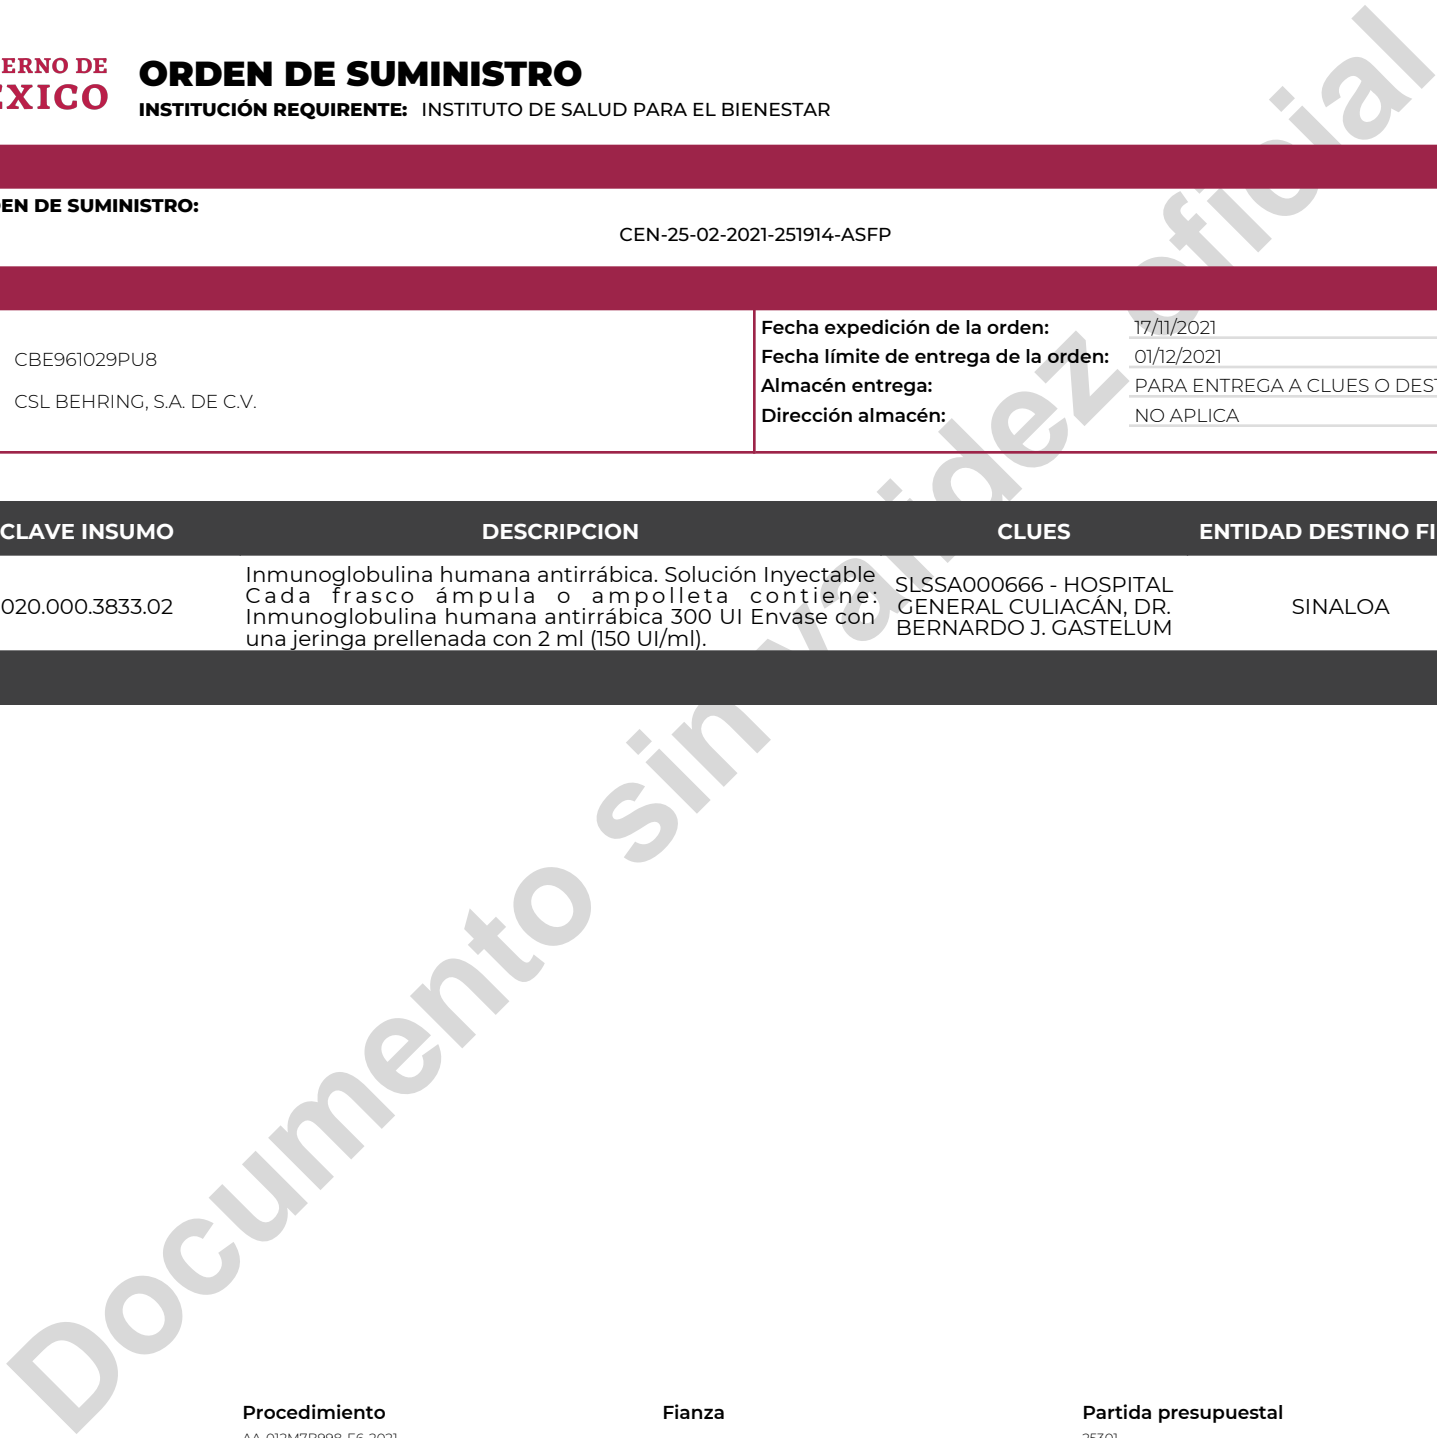 ERNO DE
EXICO
ORDEN DE SUMINISTRO
INSTITUCIÓN REQUIRENTE: INSTITUTO DE SALUD PARA EL BIENESTAR
EN DE SUMINISTRO:
CEN-25-02-2021-251914-ASFP
CBE961029PU8
CSL BEHRING, S.A. DE C.V.
Fecha expedición de la orden: 17/11/2021
Fecha límite de entrega de la orden: 01/12/2021
Almacén entrega: PARA ENTREGA A CLUES O DEST
Dirección almacén: NO APLICA
CLAVE INSUMO DESCRIPCION CLUES ENTIDAD DESTINO FI
020.000.3833.02
Inmunoglobulina humana antirrábica. Solución Inyectable
Cada frasco ámpula o ampolleta contiene:
Inmunoglobulina humana antirrábica 300 UI Envase con
una jeringa prellenada con 2 ml (150 UI/ml).
SLSSA000666 - HOSPITAL
GENERAL CULIACÁN, DR.
BERNARDO J. GASTELUM
SINALOA
Documento sin validez oficial
Procedimiento Fianza Partida presupuestal